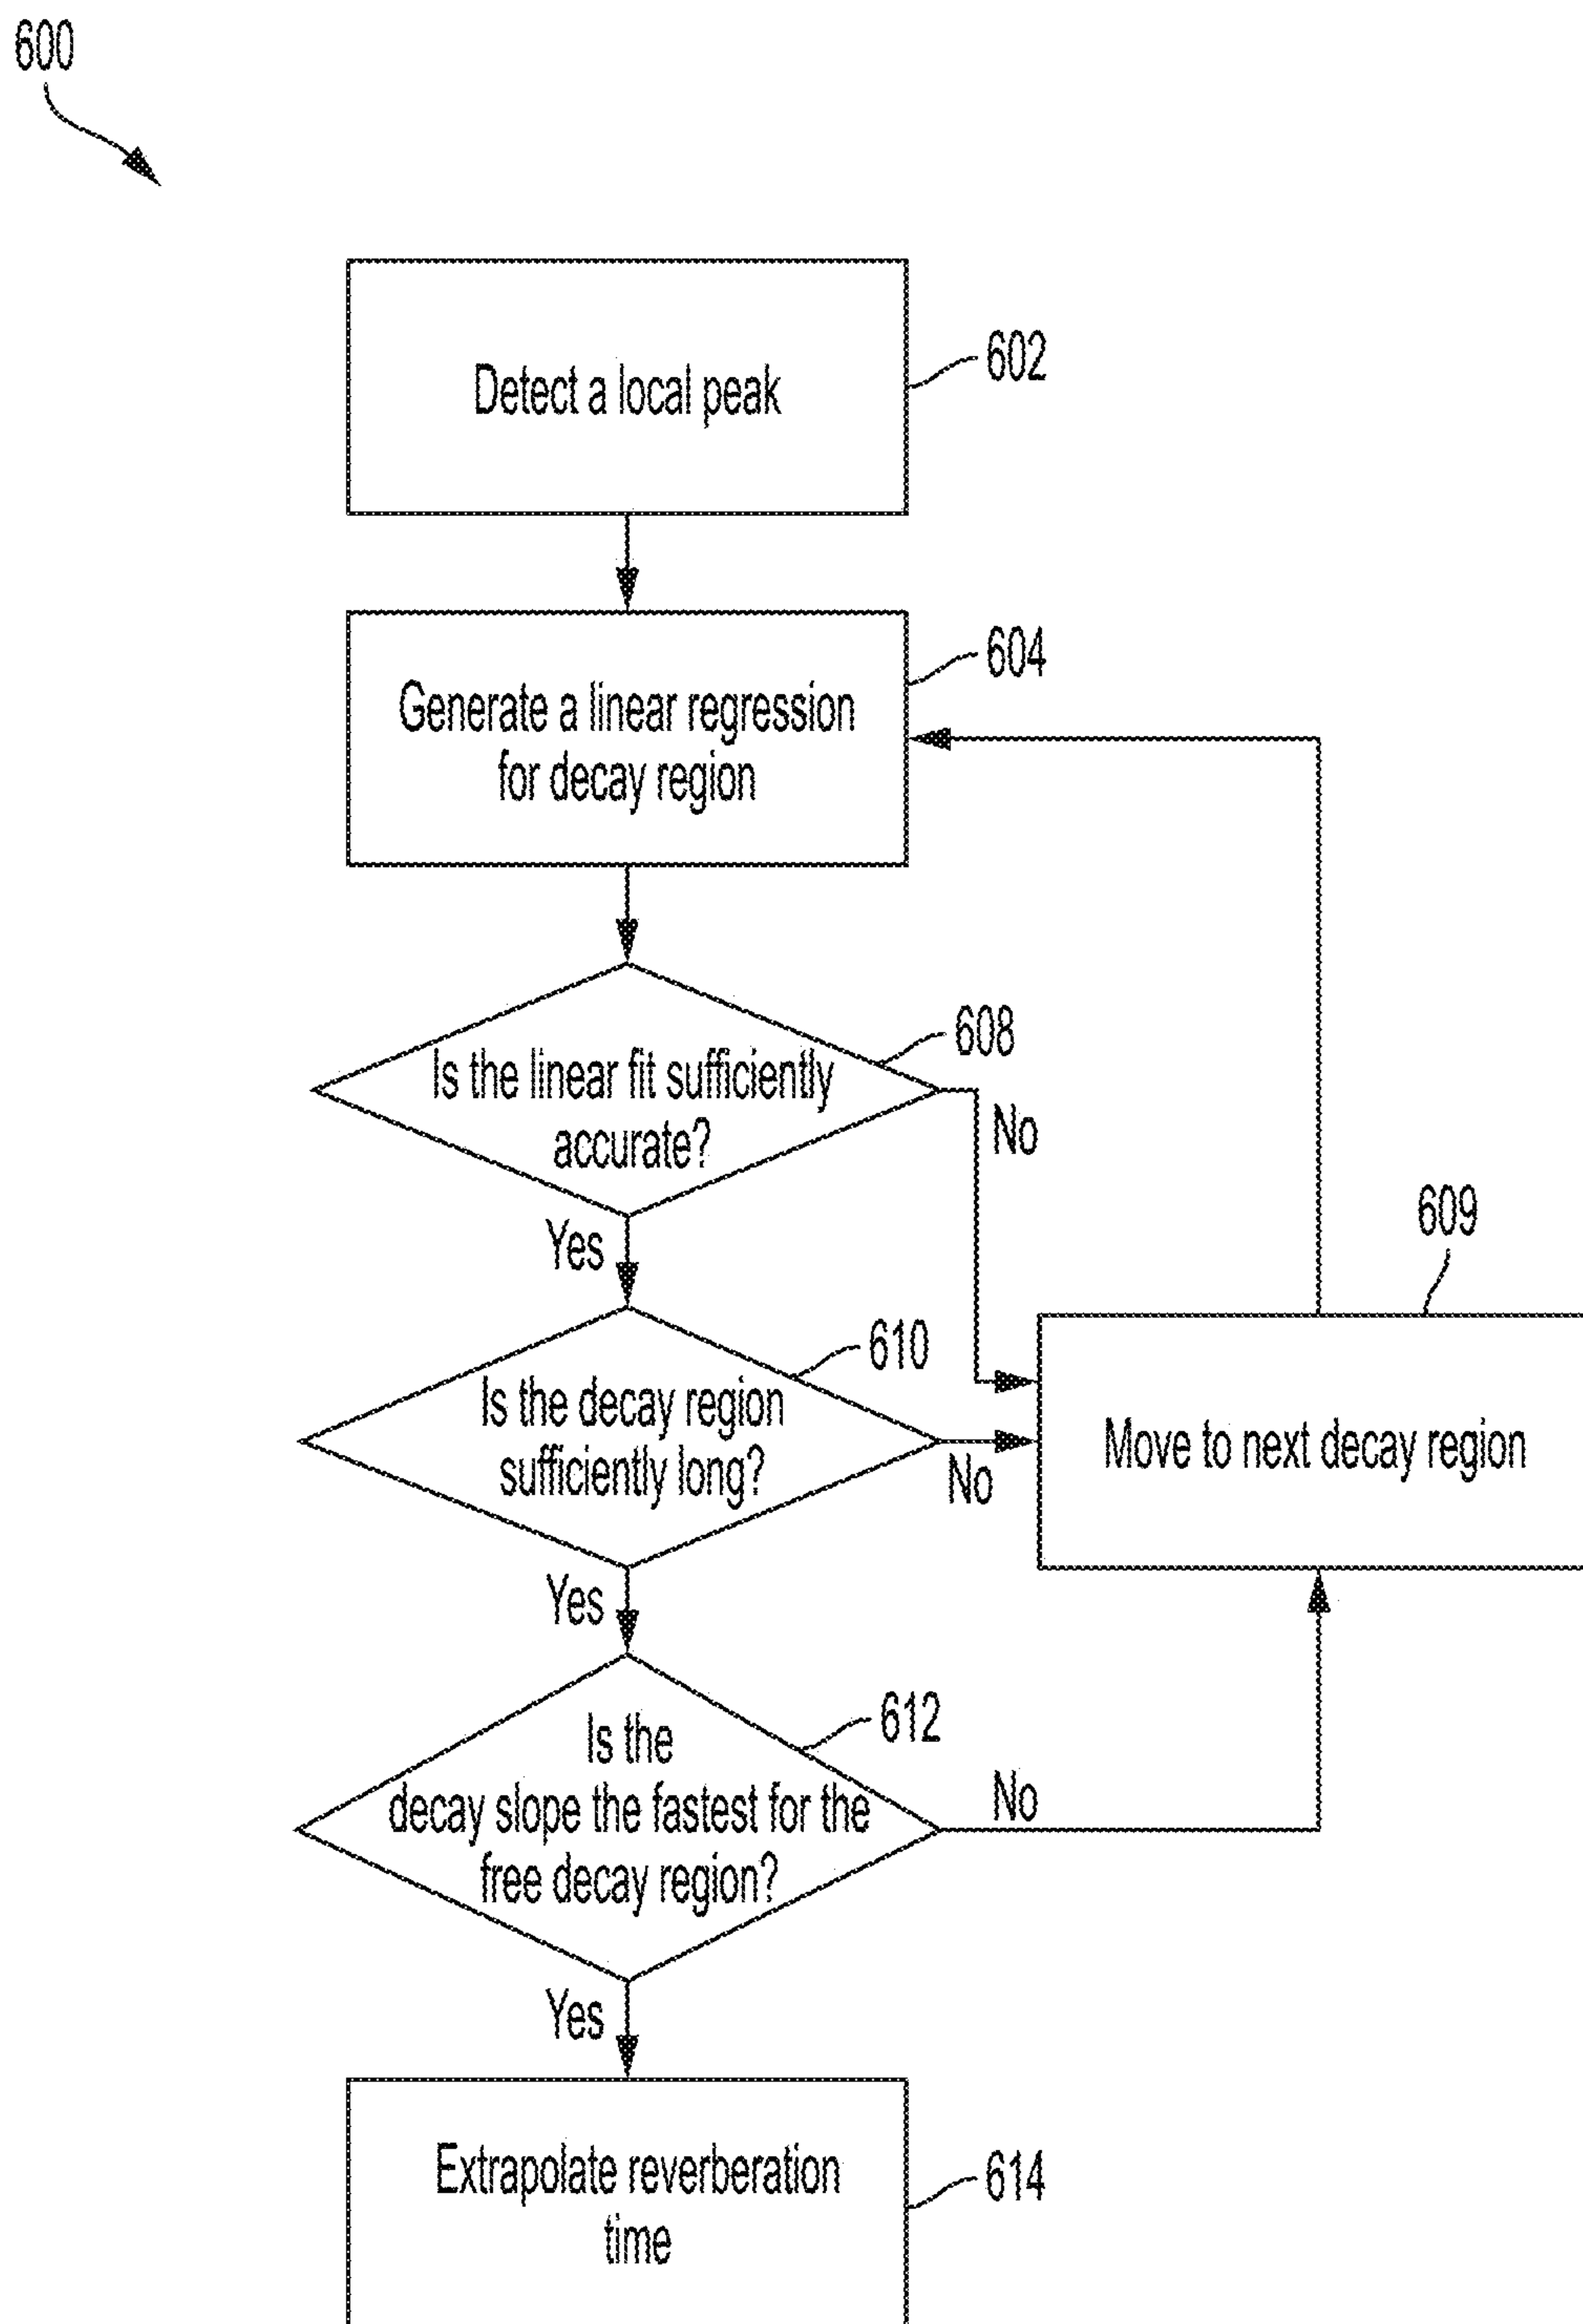 600
Detect a local peak
602
Generate a linear regression
for decay region
604
Is the linear fit sufficiently
accurate?
608
No
Yes
609
Is the decay region
sufficiently long?
610
No
Move to next decay region
Yes
Is the
decay slope the fastest for the
free decay region?
612
No
Yes
Extrapolate reverberation
time
614